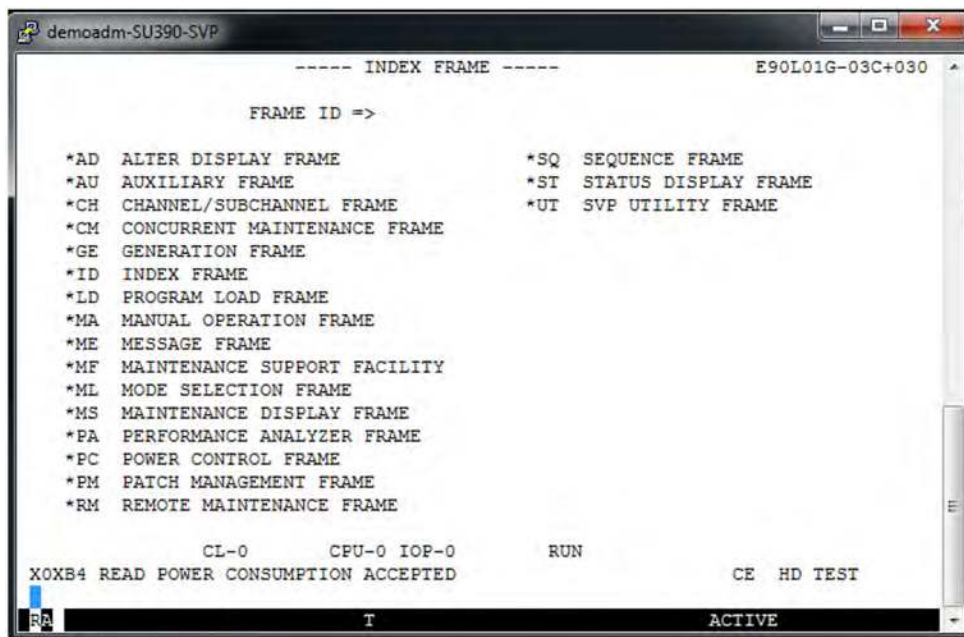 demoadm-SU390-SVP
----- INDEX FRAME ----- E90L01G-03C+030
FRAME ID =>
*AD ALTER DISPLAY FRAME *SQ SEQUENCE FRAME
*AU AUXILIARY FRAME *ST STATUS DISPLAY FRAME
*CH CHANNEL/SUBCHANNEL FRAME *UT SVP UTILITY FRAME
*CM CONCURRENT MAINTENANCE FRAME
*GE GENERATION FRAME
*ID INDEX FRAME
*LD PROGRAM LOAD FRAME
*MA MANUAL OPERATION FRAME
*ME MESSAGE FRAME
*MF MAINTENANCE SUPPORT FACILITY
*ML MODE SELECTION FRAME
*MS MAINTENANCE DISPLAY FRAME
*PA PERFORMANCE ANALYZER FRAME
*PC POWER CONTROL FRAME
*PM PATCH MANAGEMENT FRAME
*RM REMOTE MAINTENANCE FRAME
CL-0 CPU-0 IOP-0 RUN
X0XB4 READ POWER CONSUMPTION ACCEPTED CE HD TEST
RA T ACTIVE